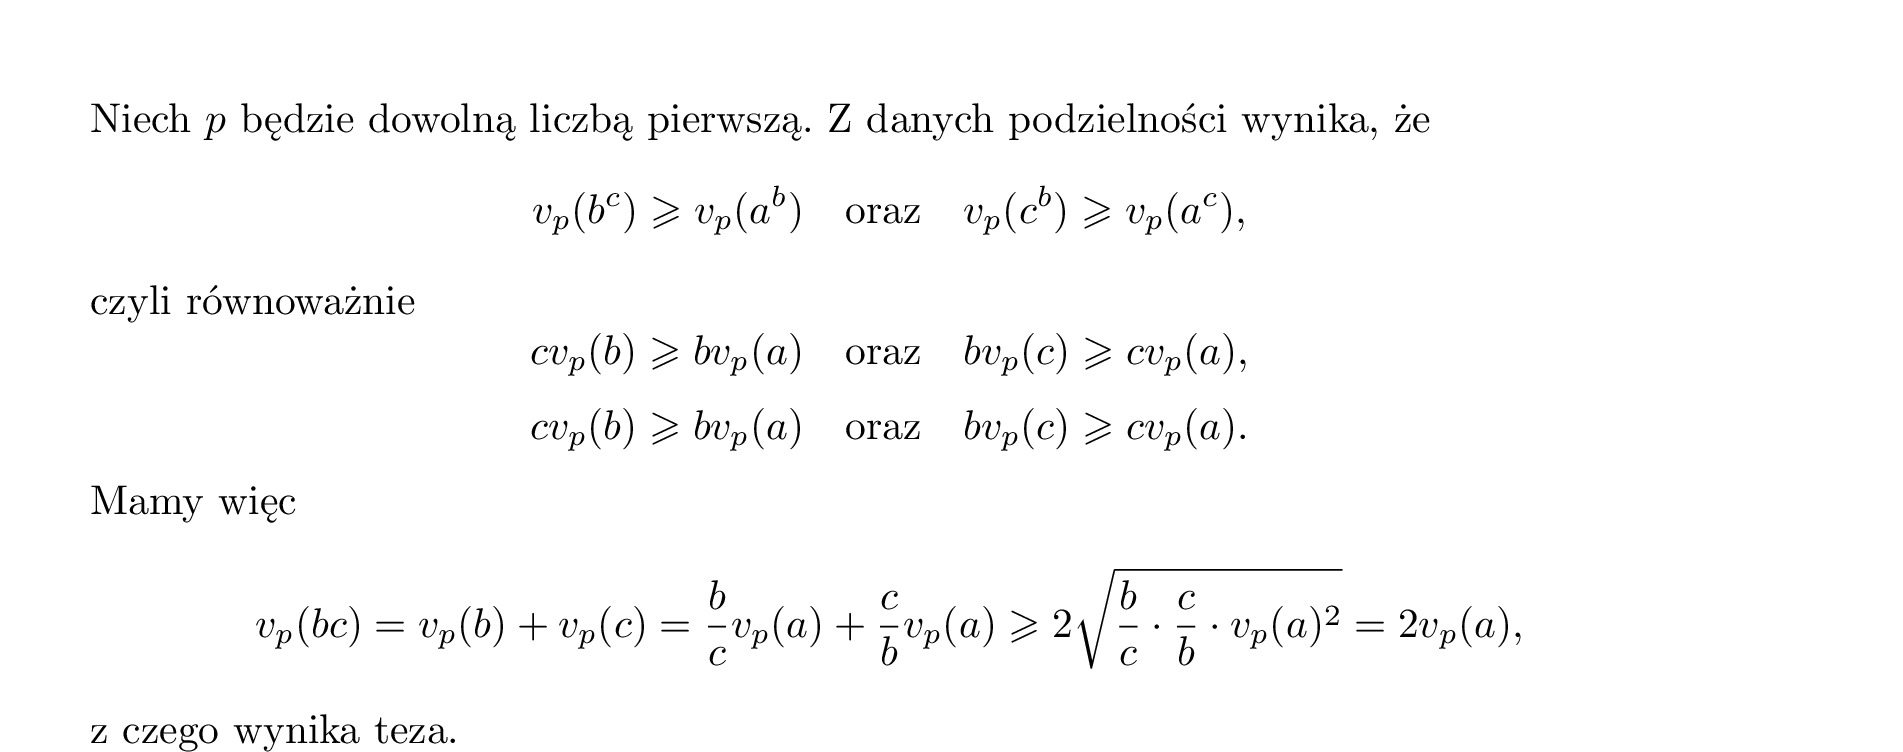 Niech p będzie dowolną liczbą pierwszą. Z danych podzielności wynika, że
v_p(b^c) ⩾ v_p(a^b) oraz v_p(c^b) ⩾ v_p(a^c),
czyli równoważnie
cv_p(b) ⩾ bv_p(a) oraz bv_p(c) ⩾ cv_p(a),
cv_p(b) ⩾ bv_p(a) oraz bv_p(c) ⩾ cv_p(a).
Mamy więc
v_p(bc) = v_p(b) + v_p(c) = \frac{b}{c}v_p(a) + \frac{c}{b}v_p(a) ⩾ 2\sqrt{\frac{b}{c} · \frac{c}{b} · v_p(a)^2} = 2v_p(a),
z czego wynika teza.